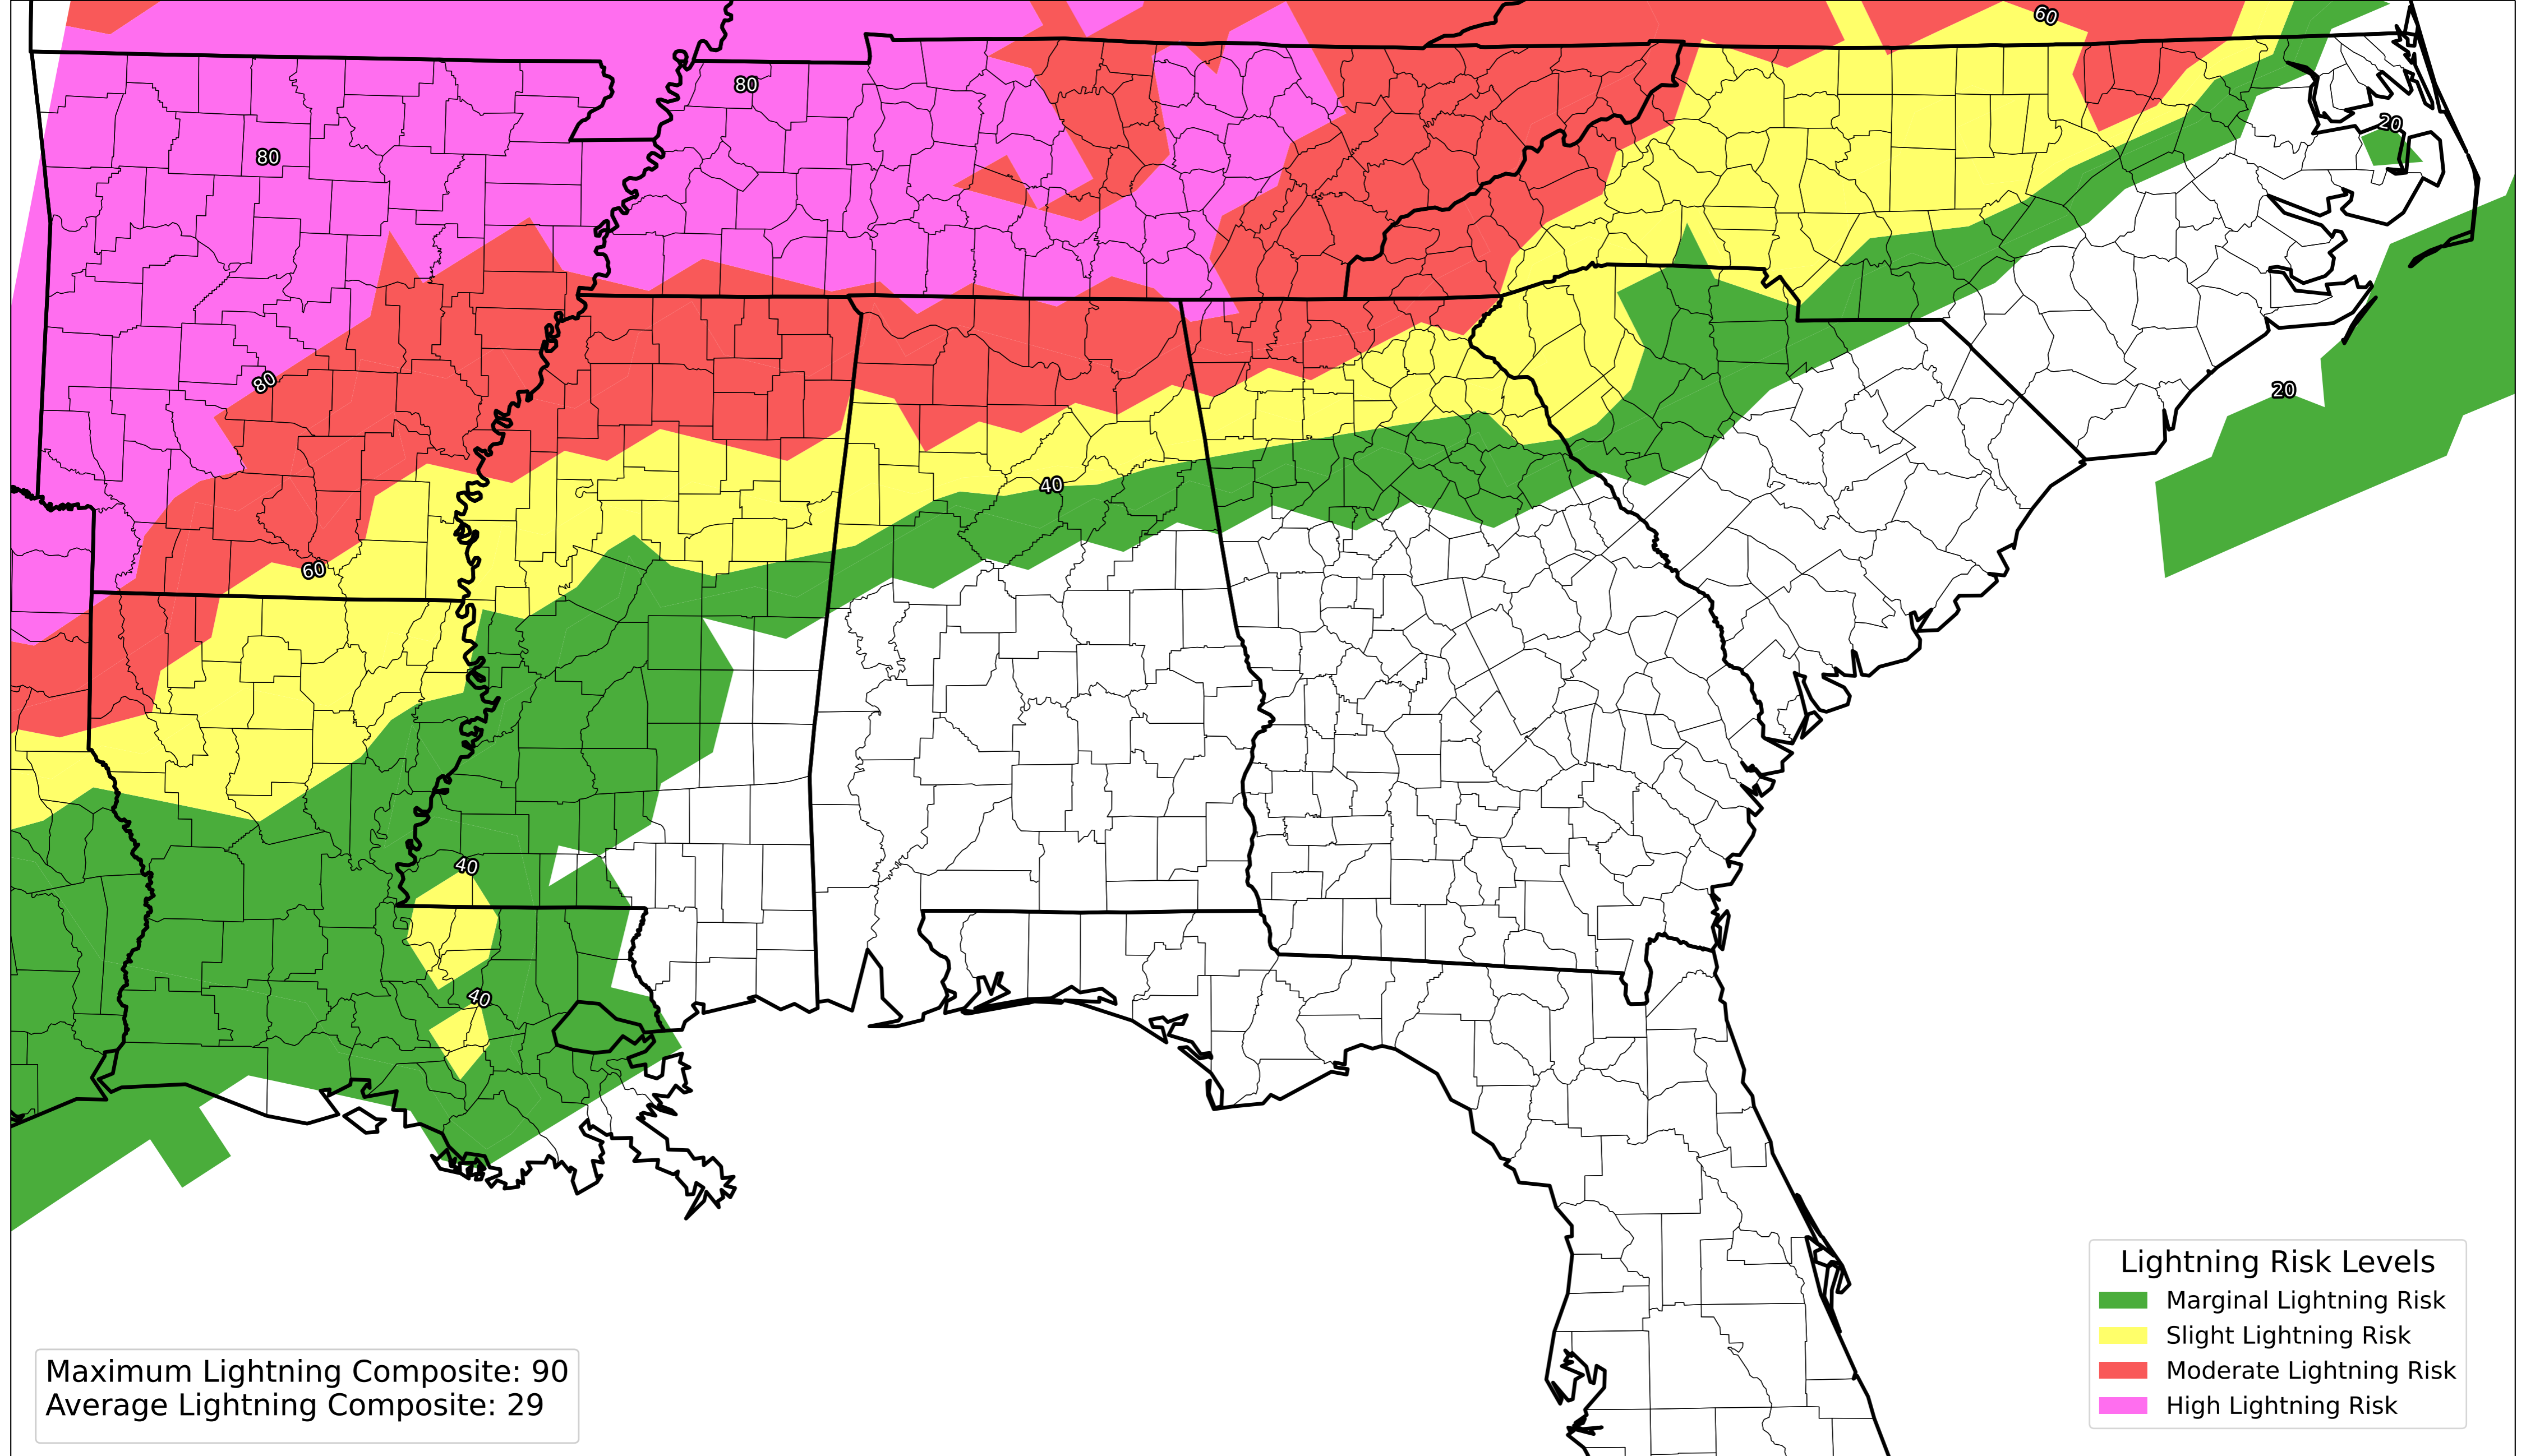 60
80
20
80
80
20
40
60
40
40
Lightning Risk Levels
Marginal Lightning Risk
Slight Lightning Risk
Moderate Lightning Risk
High Lightning Risk
Maximum Lightning Composite: 90
Average Lightning Composite: 29